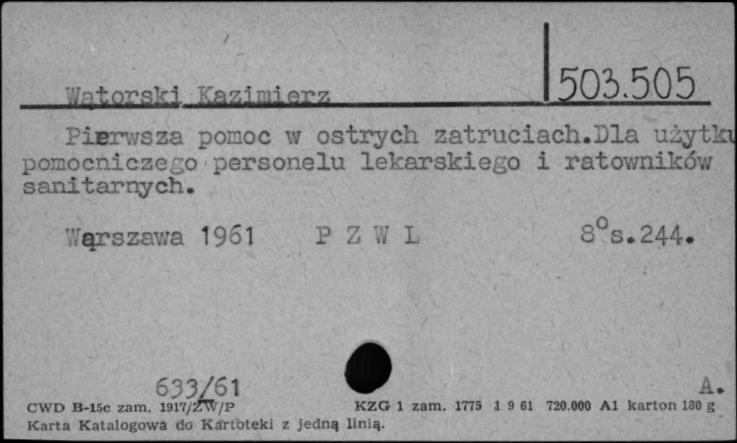 503.505
Wątorski Kazimierz
Pierwsza pomoc w ostrych zatruciach.Dla użytku
pomocniczego personelu lekarskiego i ratowników
sanitarnych.
Warszawa 1961 P Z W L 8°s.244.
633/61 A.
CWD B-15c zam. 1917/ZW/P KZG 1 zam. 1775 1 9 61 720.000 A1 karton 180 g
Karta Katalogowa do Kartoteki z jedną linią.